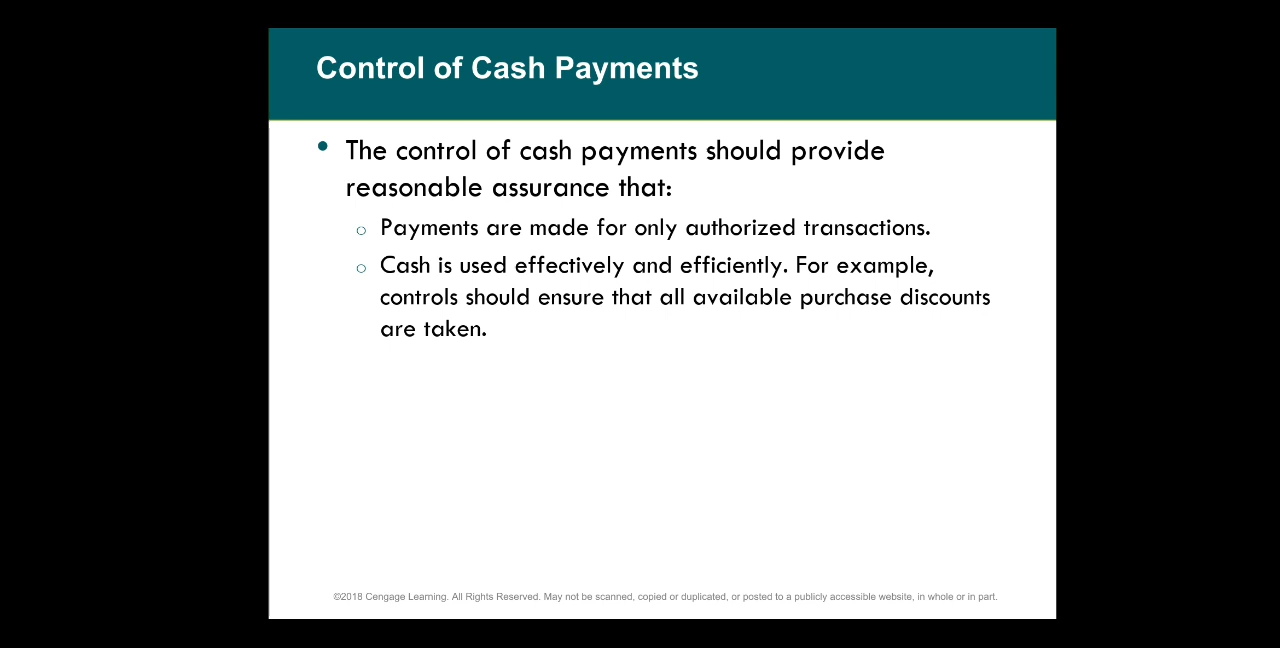 Control of Cash Payments
• The control of cash payments should provide
reasonable assurance that:
o Payments are made for only authorized transactions.
o Cash is used effectively and efficiently. For example,
controls should ensure that all available purchase discounts
are taken.
©2018 Cengage Learning. All Rights Reserved. May not be scanned, copied or duplicated, or posted to a publicly accessible website, in whole or in part.